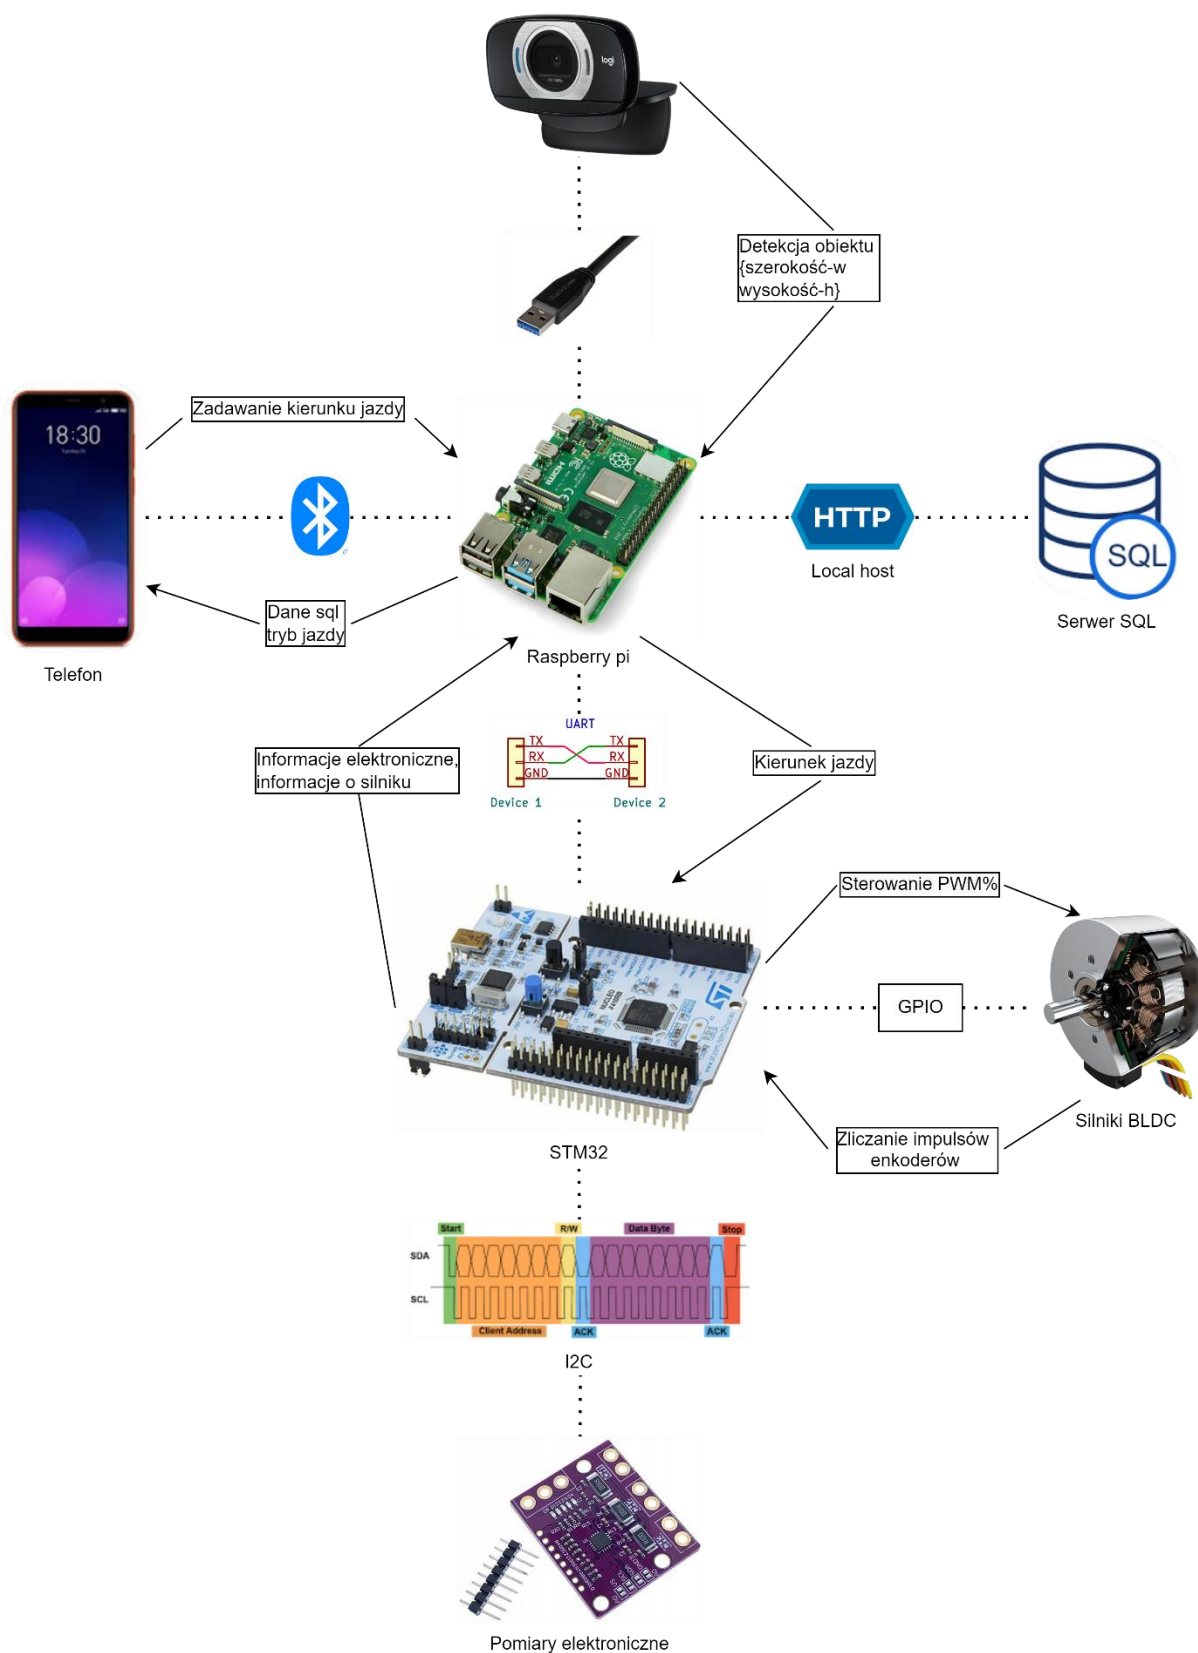 logi
Detekcja obiektu
{szerokość-w
wysokość-h}
Zadawanie kierunku jazdy
18:30
HDMI
HTTP
Local host
SQL
Serwer SQL
Dane sql
tryb jazdy
Telefon
Raspberry pi
UART
TX TX
RX RX
GND GND
Device 1 Device 2
Informacje elektroniczne,
informacje o silniku
Kierunek jazdy
Sterowanie PWM%
NUCLEO
GPIO
Silniki BLDC
Zliczanie impulsów
enkoderów
STM32
Start R/W Data Byte Stop
SDA
SCL
Client Address ACK ACK
I2C
Pomiary elektroniczne